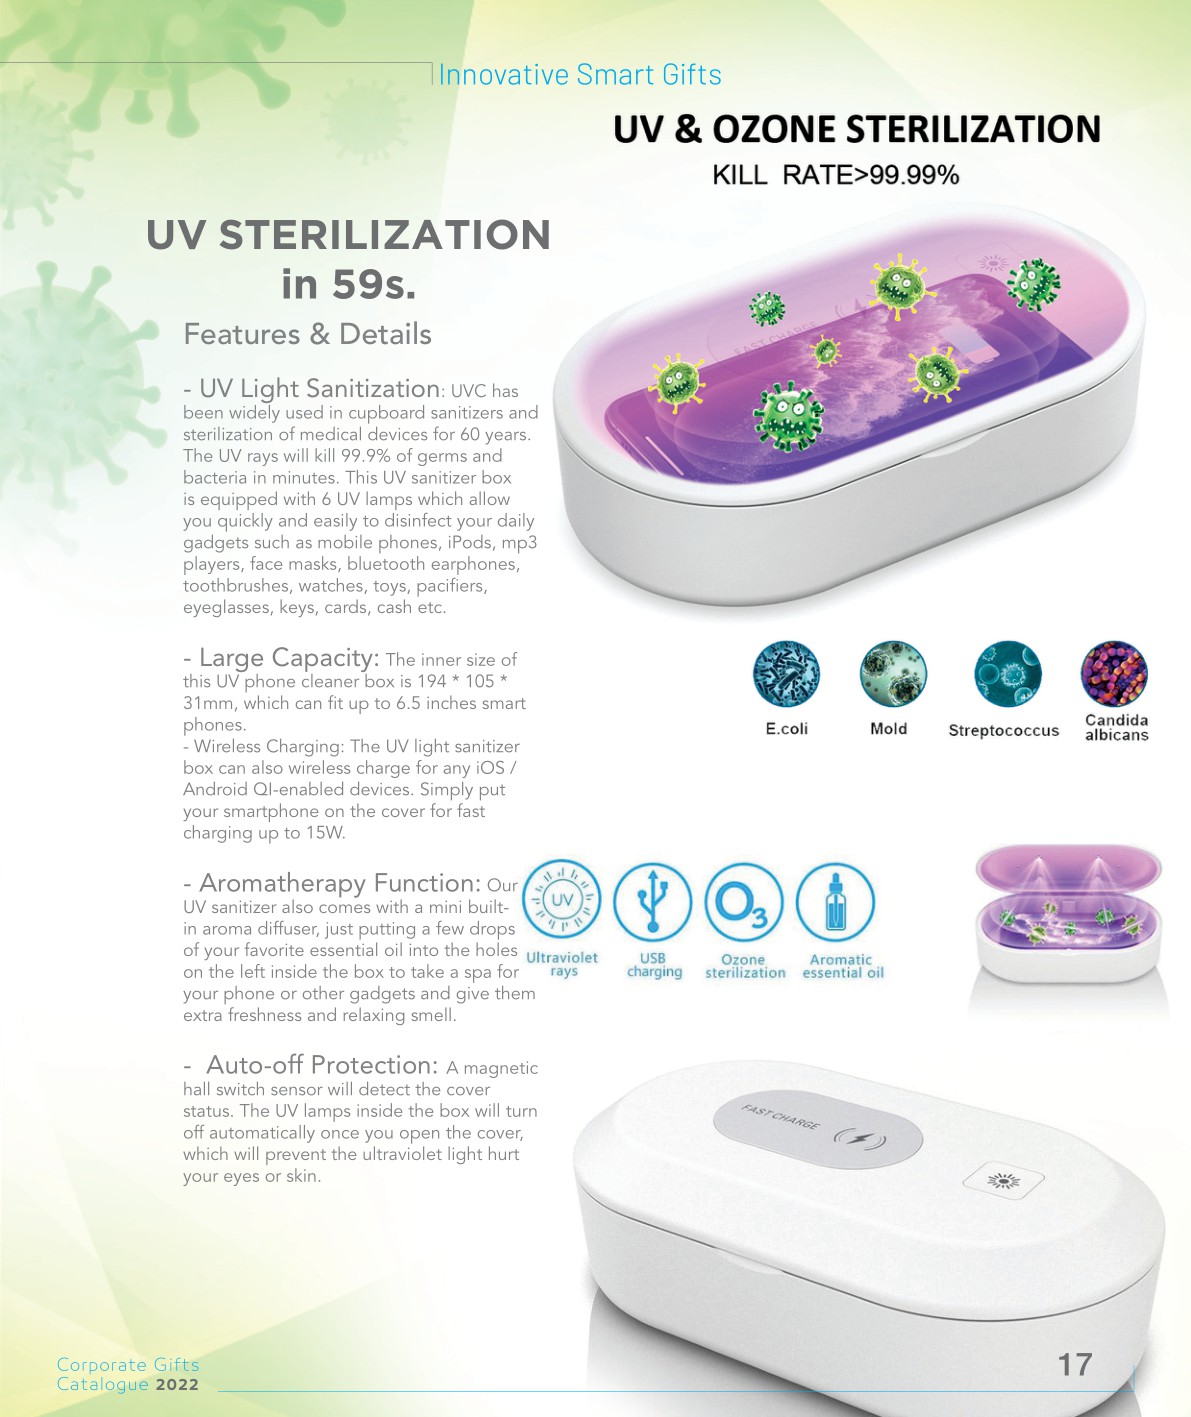 Innovative Smart Gifts
UV & OZONE STERILIZATION
KILL RATE>99.99%
UV STERILIZATION
in 59s.
Features & Details
- UV Light Sanitization: UVC has
been widely used in cupboard sanitizers and
sterilization of medical devices for 60 years.
The UV rays will kill 99.9% of germs and
bacteria in minutes. This UV sanitizer box
is equipped with 6 UV lamps which allow
you quickly and easily to disinfect your daily
gadgets such as mobile phones, iPods, mp3
players, face masks, bluetooth earphones,
toothbrushes, watches, toys, pacifiers,
eyeglasses, keys, cards, cash etc.
- Large Capacity: The inner size of
this UV phone cleaner box is 194 * 105 *
31mm, which can fit up to 6.5 inches smart
phones.
- Wireless Charging: The UV light sanitizer
box can also wireless charge for any iOS /
Android QI-enabled devices. Simply put
your smartphone on the cover for fast
charging up to 15W.
- Aromatherapy Function: Our
UV sanitizer also comes with a mini built-
in aroma diffuser, just putting a few drops
of your favorite essential oil into the holes
on the left inside the box to take a spa for
your phone or other gadgets and give them
extra freshness and relaxing smell.
- Auto-off Protection: A magnetic
hall switch sensor will detect the cover
status. The UV lamps inside the box will turn
off automatically once you open the cover,
which will prevent the ultraviolet light hurt
your eyes or skin.
FAST CHARGE
E.coli
Mold
Streptococcus
Candida
albicans
UV
O3
Ultraviolet
rays
USB
charging
Ozone
sterilization
Aromatic
essential oil
FAST CHARGE
Corporate Gifts
Catalogue 2022
17